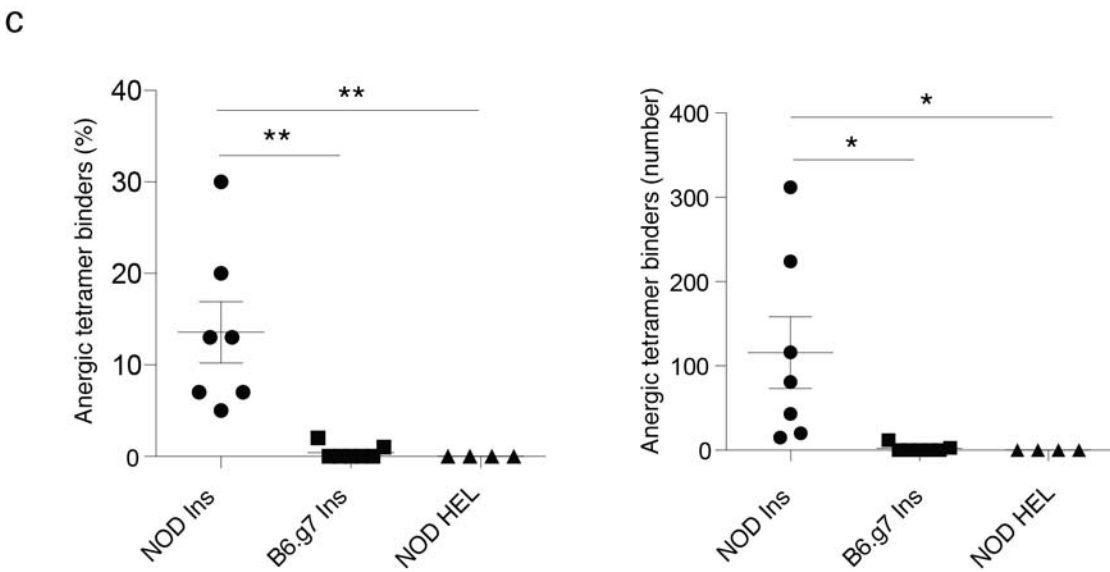 c
Anergic tetramer binders (%)
40
30
20
10
0
**
**
NOD Ins
B6.g7 Ins
NOD HEL
Anergic tetramer binders (number)
400
300
200
100
0
*
*
NOD Ins
B6.g7 Ins
NOD HEL